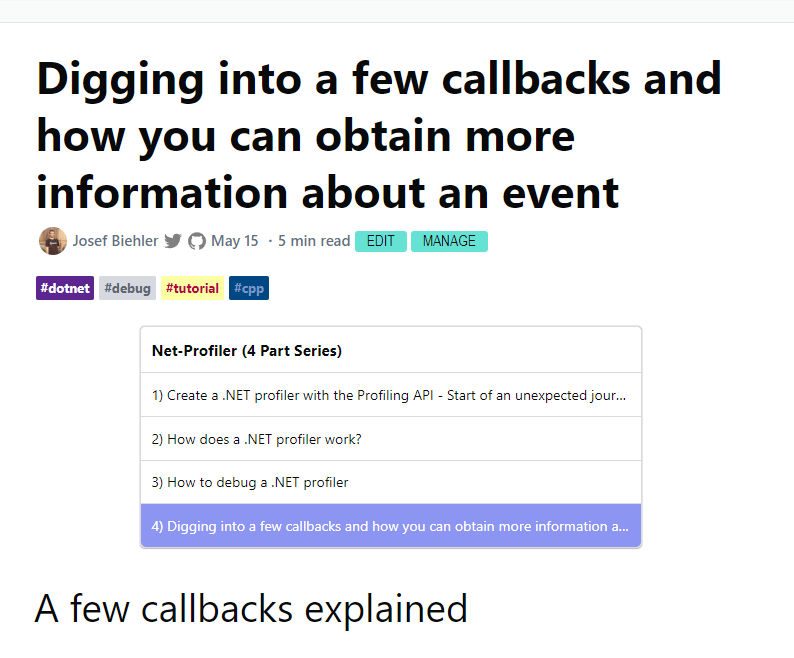 Digging into a few callbacks and
how you can obtain more
information about an event
Josef Biehler May 15 · 5 min read EDIT MANAGE
#dotnet #debug #tutorial #cpp
Net-Profiler (4 Part Series)
1) Create a .NET profiler with the Profiling API - Start of an unexpected jour...
2) How does a .NET profiler work?
3) How to debug a .NET profiler
4) Digging into a few callbacks and how you can obtain more information a...
A few callbacks explained